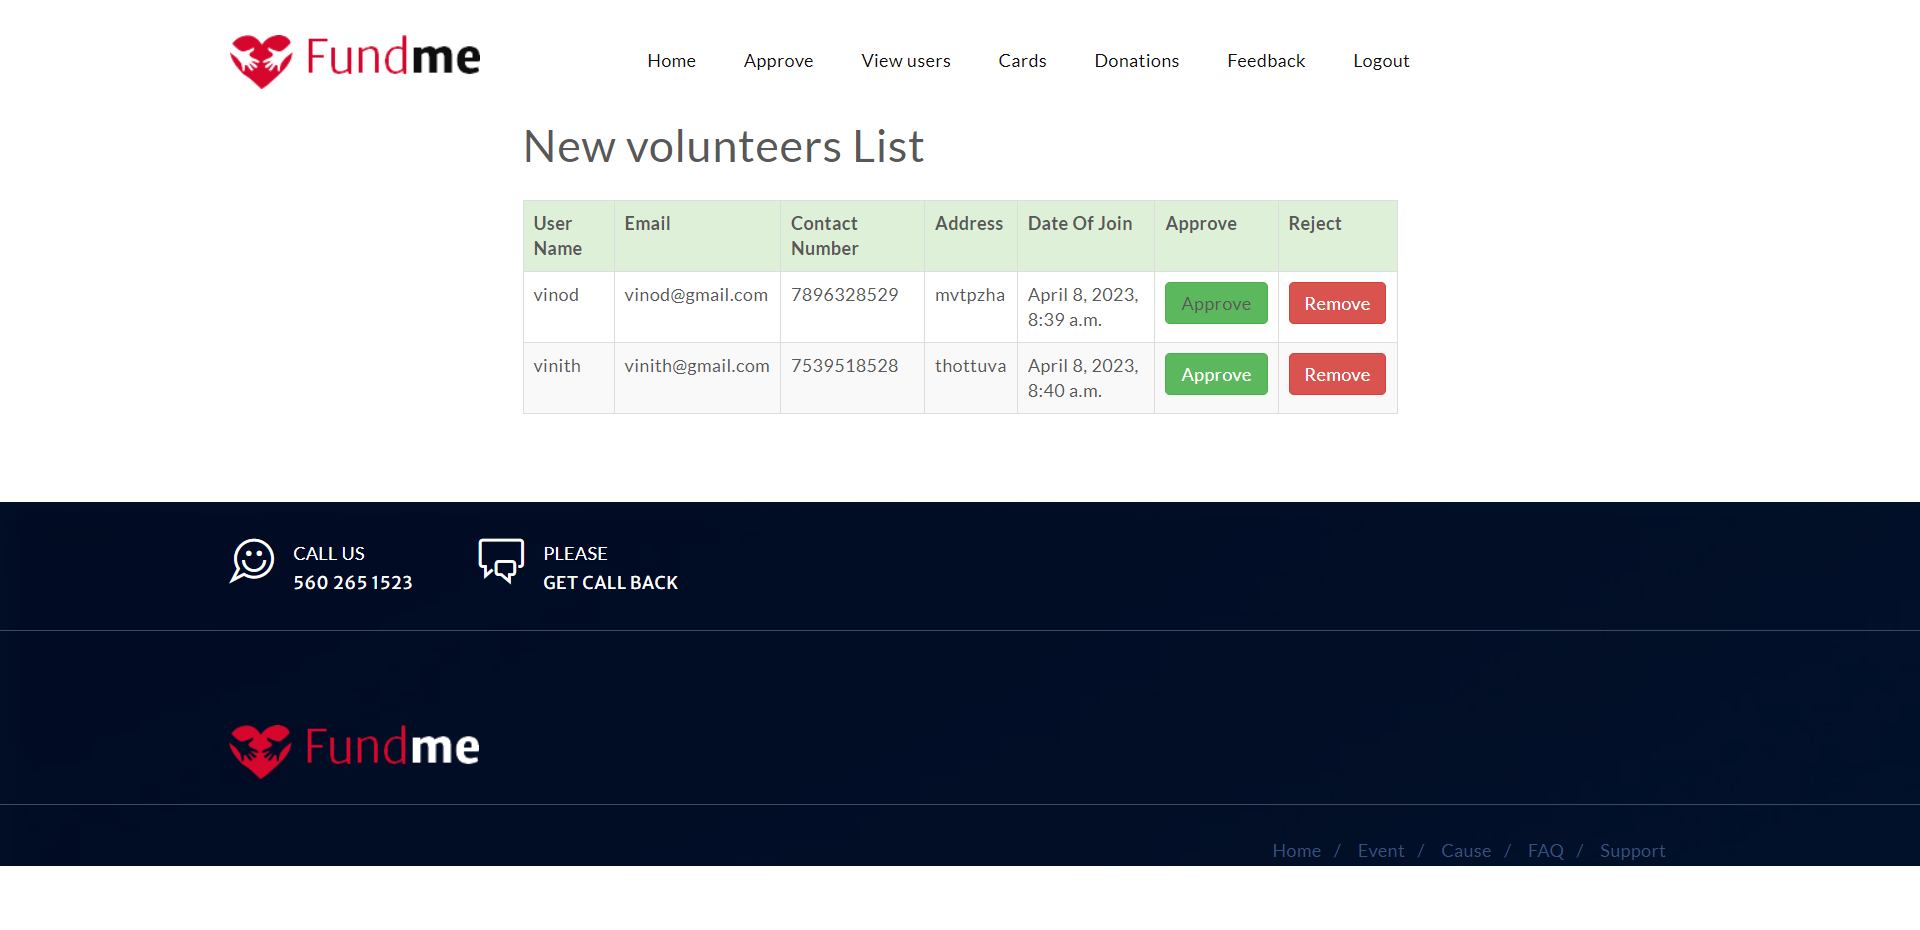 Fundme
Home Approve View users Cards Donations Feedback Logout
New volunteers List
User Name Email Contact Number Address Date Of Join Approve Reject
vinod vinod@gmail.com 7896328529 mvtpzha April 8, 2023, 8:39 a.m. Approve Remove
vinith vinith@gmail.com 7539518528 thottuva April 8, 2023, 8:40 a.m. Approve Remove
CALL US
560 265 1523
PLEASE
GET CALL BACK
Fundme
Home / Event / Cause / FAQ / Support